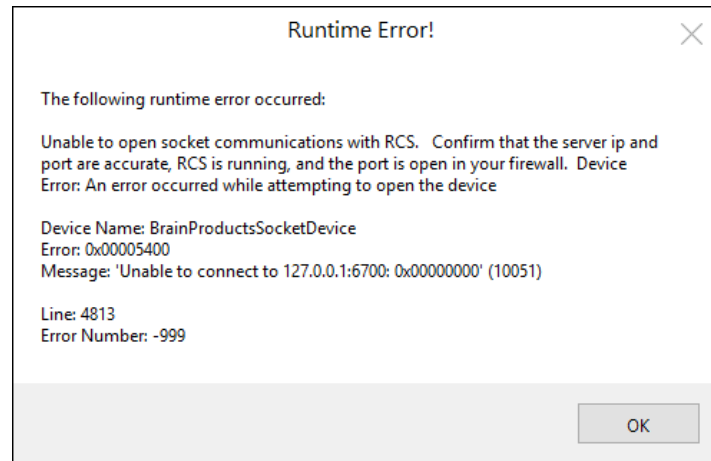 Runtime Error!
The following runtime error occurred:
Unable to open socket communications with RCS.   Confirm that the server ip and
port are accurate, RCS is running, and the port is open in your firewall.  Device
Error: An error occurred while attempting to open the device
Device Name: BrainProductsSocketDevice
Error: 0x00005400
Message: 'Unable to connect to 127.0.0.1:6700: 0x00000000' (10051)
Line: 4813
Error Number: -999
OK